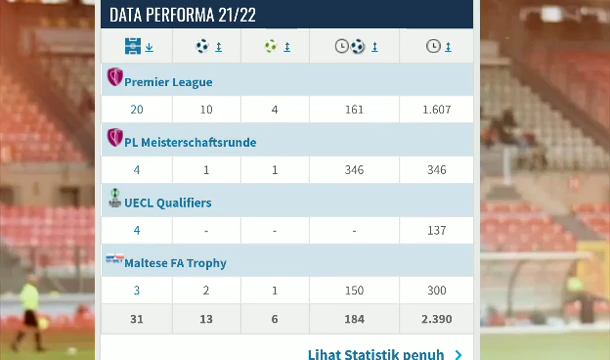 DATA PERFORMA 21/22
Premier League
20 10 4 161 1.607
PL Meisterschaftsrunde
4 1 1 346 346
UECL Qualifiers
4 - - - 137
Maltese FA Trophy
3 2 1 150 300
31 13 6 184 2.390
Lihat Statistik penuh